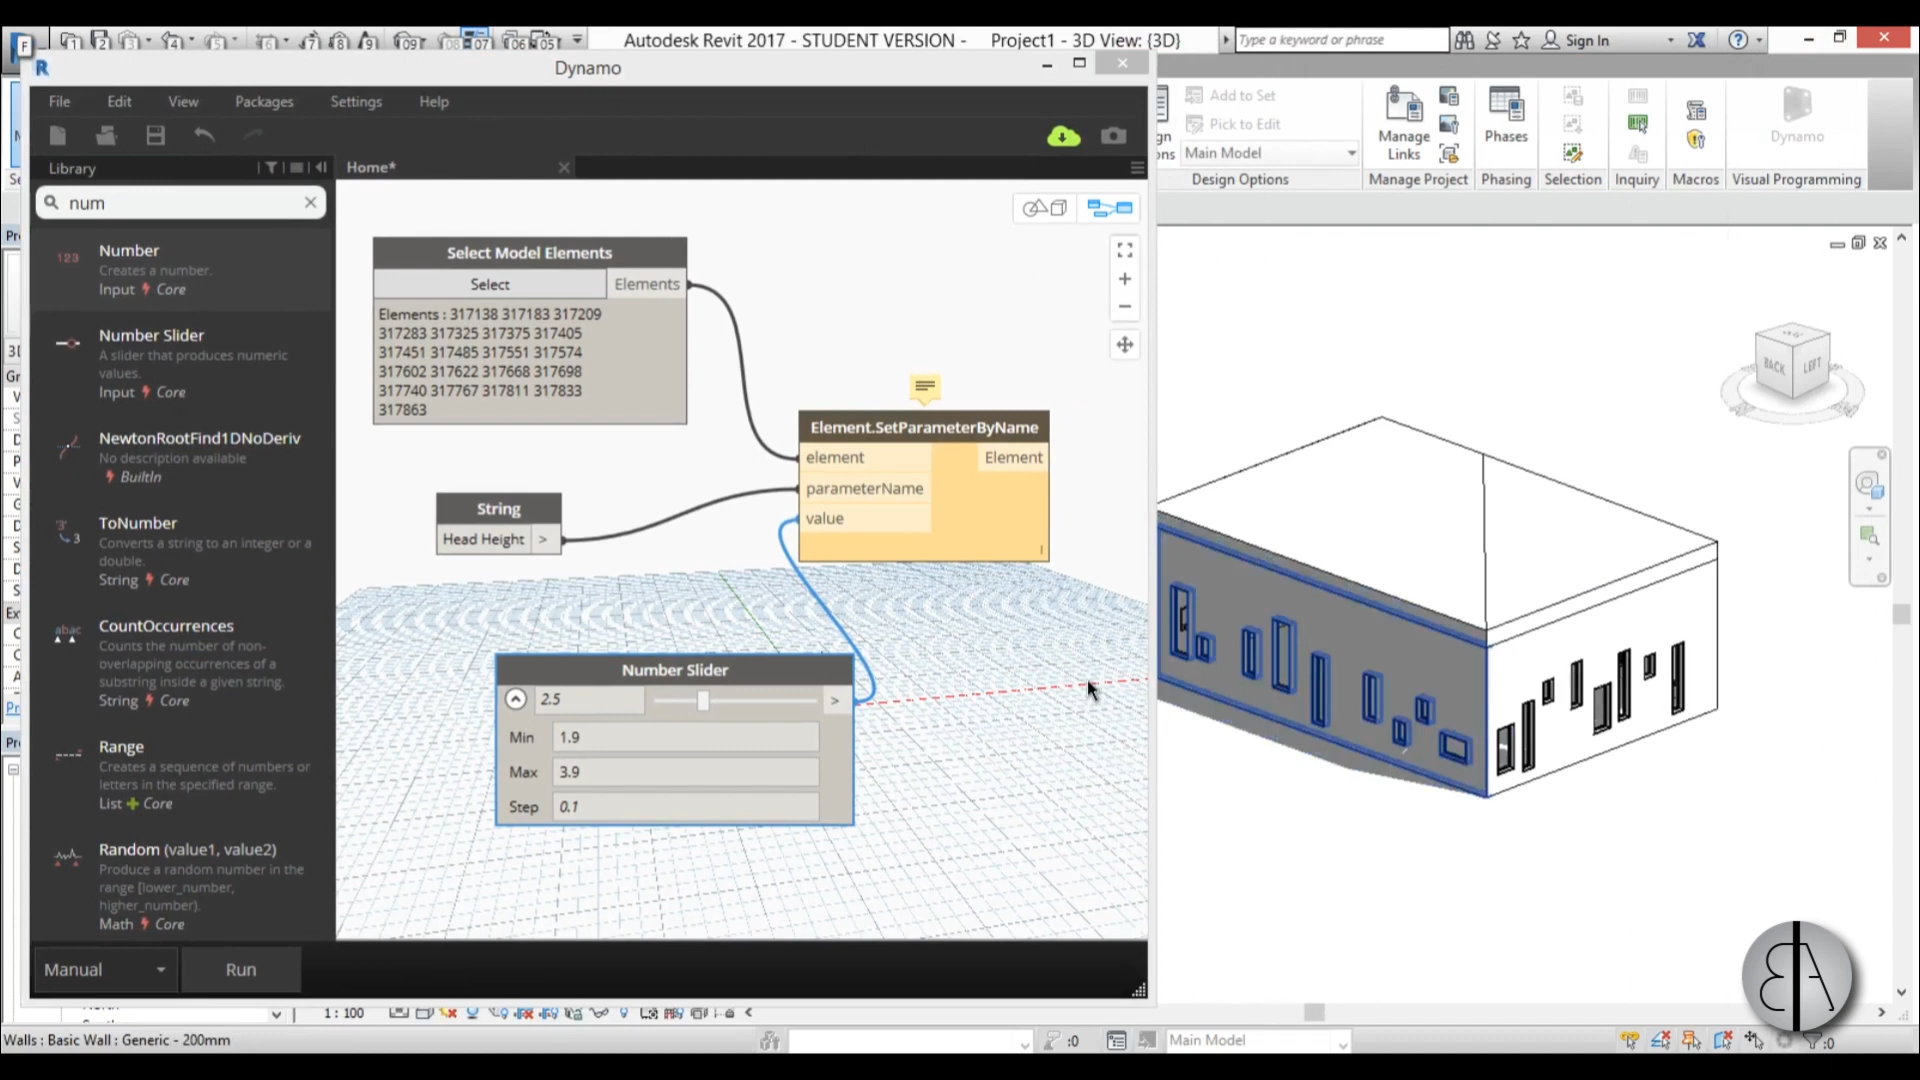 Autodesk Revit 2017 - STUDENT VERSION - Project1 - 3D View: {3D}
Type a keyword or phrase
Sign In
Dynamo
File Edit View Packages Settings Help
Add to Set
Pick to Edit
Main Model
Manage
Links
Phases
Dynamo
Design Options
Manage Project
Phasing
Selection
Inquiry
Macros
Visual Programming
Library
Home*
num
Number
Creates a number.
Input Core
Number Slider
A slider that produces numeric
values.
Input Core
NewtonRootFind1DNoDeriv
No description available
BuiltIn
ToNumber
Converts a string to an integer or a
double.
String Core
CountOccurrences
Counts the number of non-
overlapping occurrences of a
substring inside a given string.
String Core
Range
Creates a sequence of numbers or
letters in the specified range.
List Core
Random (value1, value2)
Produce a random number in the
range [lower_number,
higher_number).
Math Core
Select Model Elements
Select Elements
Elements : 317138 317183 317209
317283 317325 317375 317405
317451 317485 317551 317574
317602 317622 317668 317698
317740 317767 317811 317833
317863
Element.SetParameterByName
element Element
parameterName
value
String
Head Height >
Number Slider
2.5 >
Min 1.9
Max 3.9
Step 0.1
BACK LEFT
Manual Run
1 : 100
Walls : Basic Wall : Generic - 200mm
:0
Main Model
:0